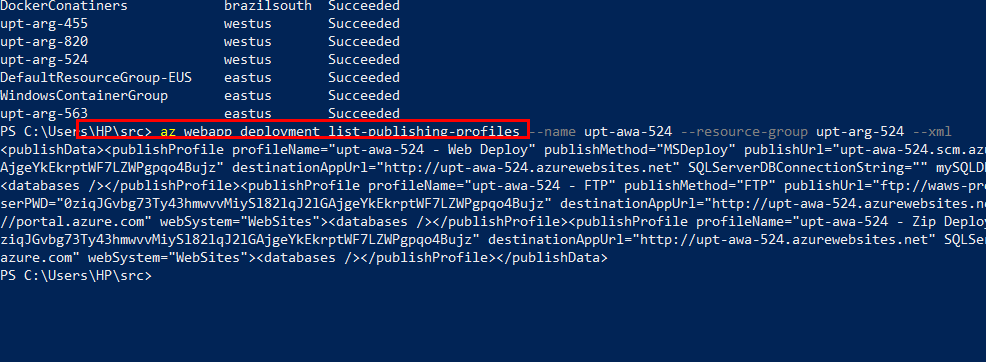 DockerConatiners brazilsouth Succeeded
upt-arg-455 westus Succeeded
upt-arg-820 westus Succeeded
upt-arg-524 westus Succeeded
DefaultResourceGroup-EUS eastus Succeeded
WindowsContainerGroup eastus Succeeded
upt-arg-563 eastus Succeeded
PS C:\Users\HP\src> az webapp deployment list-publishing-profiles --name upt-awa-524 --resource-group upt-arg-524 --xml
<publishData><publishProfile profileName="upt-awa-524 - Web Deploy" publishMethod="MSDeploy" publishUrl="upt-awa-524.scm.azu
AjgeYkEkrptWF7LZWPgpqo4Bujz" destinationAppUrl="http://upt-awa-524.azurewebsites.net" SQLServerDBConnectionString="" mySQLDB
<databases /></publishProfile><publishProfile profileName="upt-awa-524 - FTP" publishMethod="FTP" publishUrl="ftp://waws-pro
serPWD="0ziqJGvbg73Ty43hmwvvMiySl82lqJ2lGAjgeYkEkrptWF7LZWPgpqo4Bujz" destinationAppUrl="http://upt-awa-524.azurewebsites.ne
//portal.azure.com" webSystem="WebSites"><databases /></publishProfile><publishProfile profileName="upt-awa-524 - Zip Deploy
ziqJGvbg73Ty43hmwvvMiySl82lqJ2lGAjgeYkEkrptWF7LZWPgpqo4Bujz" destinationAppUrl="http://upt-awa-524.azurewebsites.net" SQLSer
azure.com" webSystem="WebSites"><databases /></publishProfile></publishData>
PS C:\Users\HP\src>